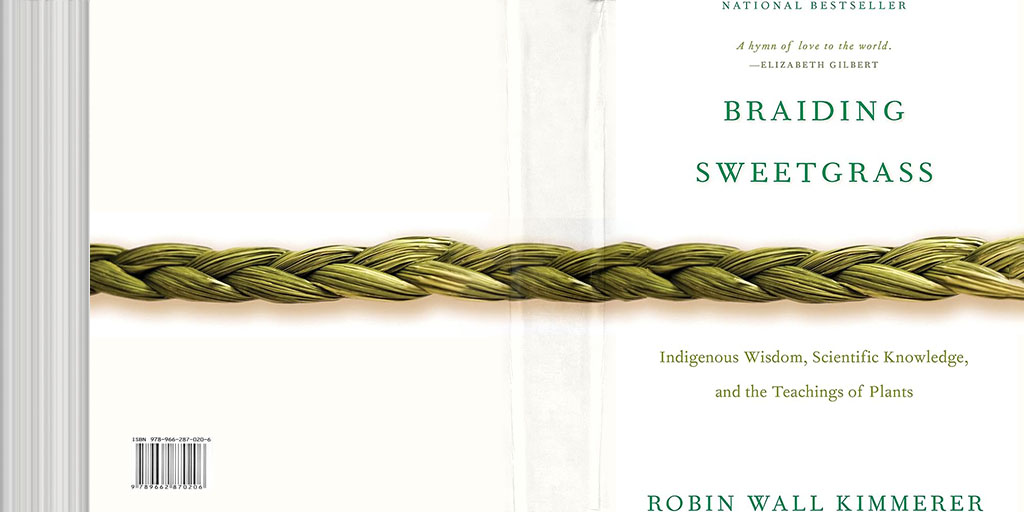 NATIONAL BESTSELLER
A hymn of love to the world.
—ELIZABETH GILBERT
BRAIDING
SWEETGRASS
Indigenous Wisdom, Scientific Knowledge,
and the Teachings of Plants
ROBIN WALL KIMMERER
ISBN 978-966-287-020-6
9 789662 870206